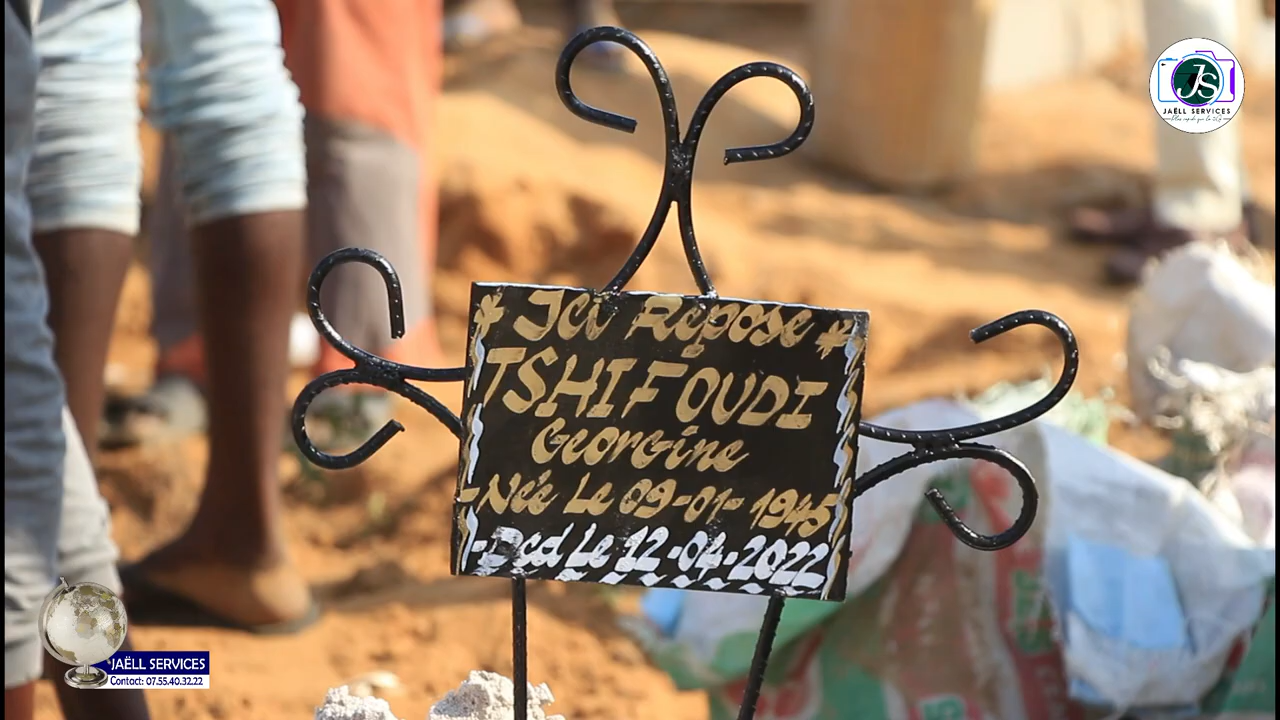 JS
JAËLL SERVICES
* Ici Repose *
TSHIFOUDI
Georgine
-Née Le 09-01-1945
-Dcd Le 12-04-2022
JAËLL SERVICES
Contact: 07.55.40.32.22